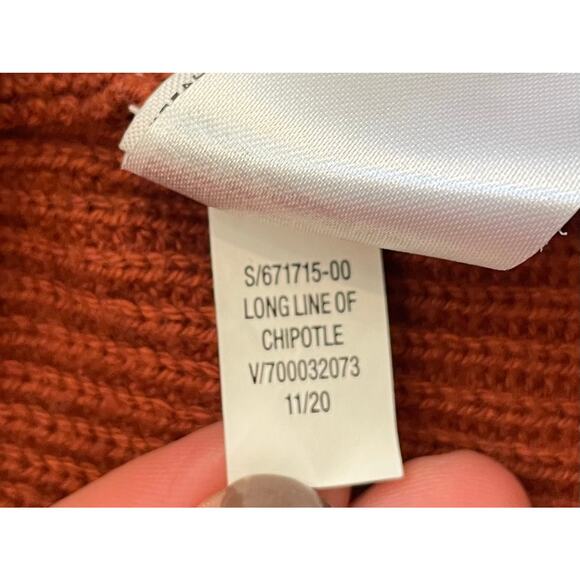 S/671715-00
LONG LINE OF
CHIPOTLE
V/700032073
11/20